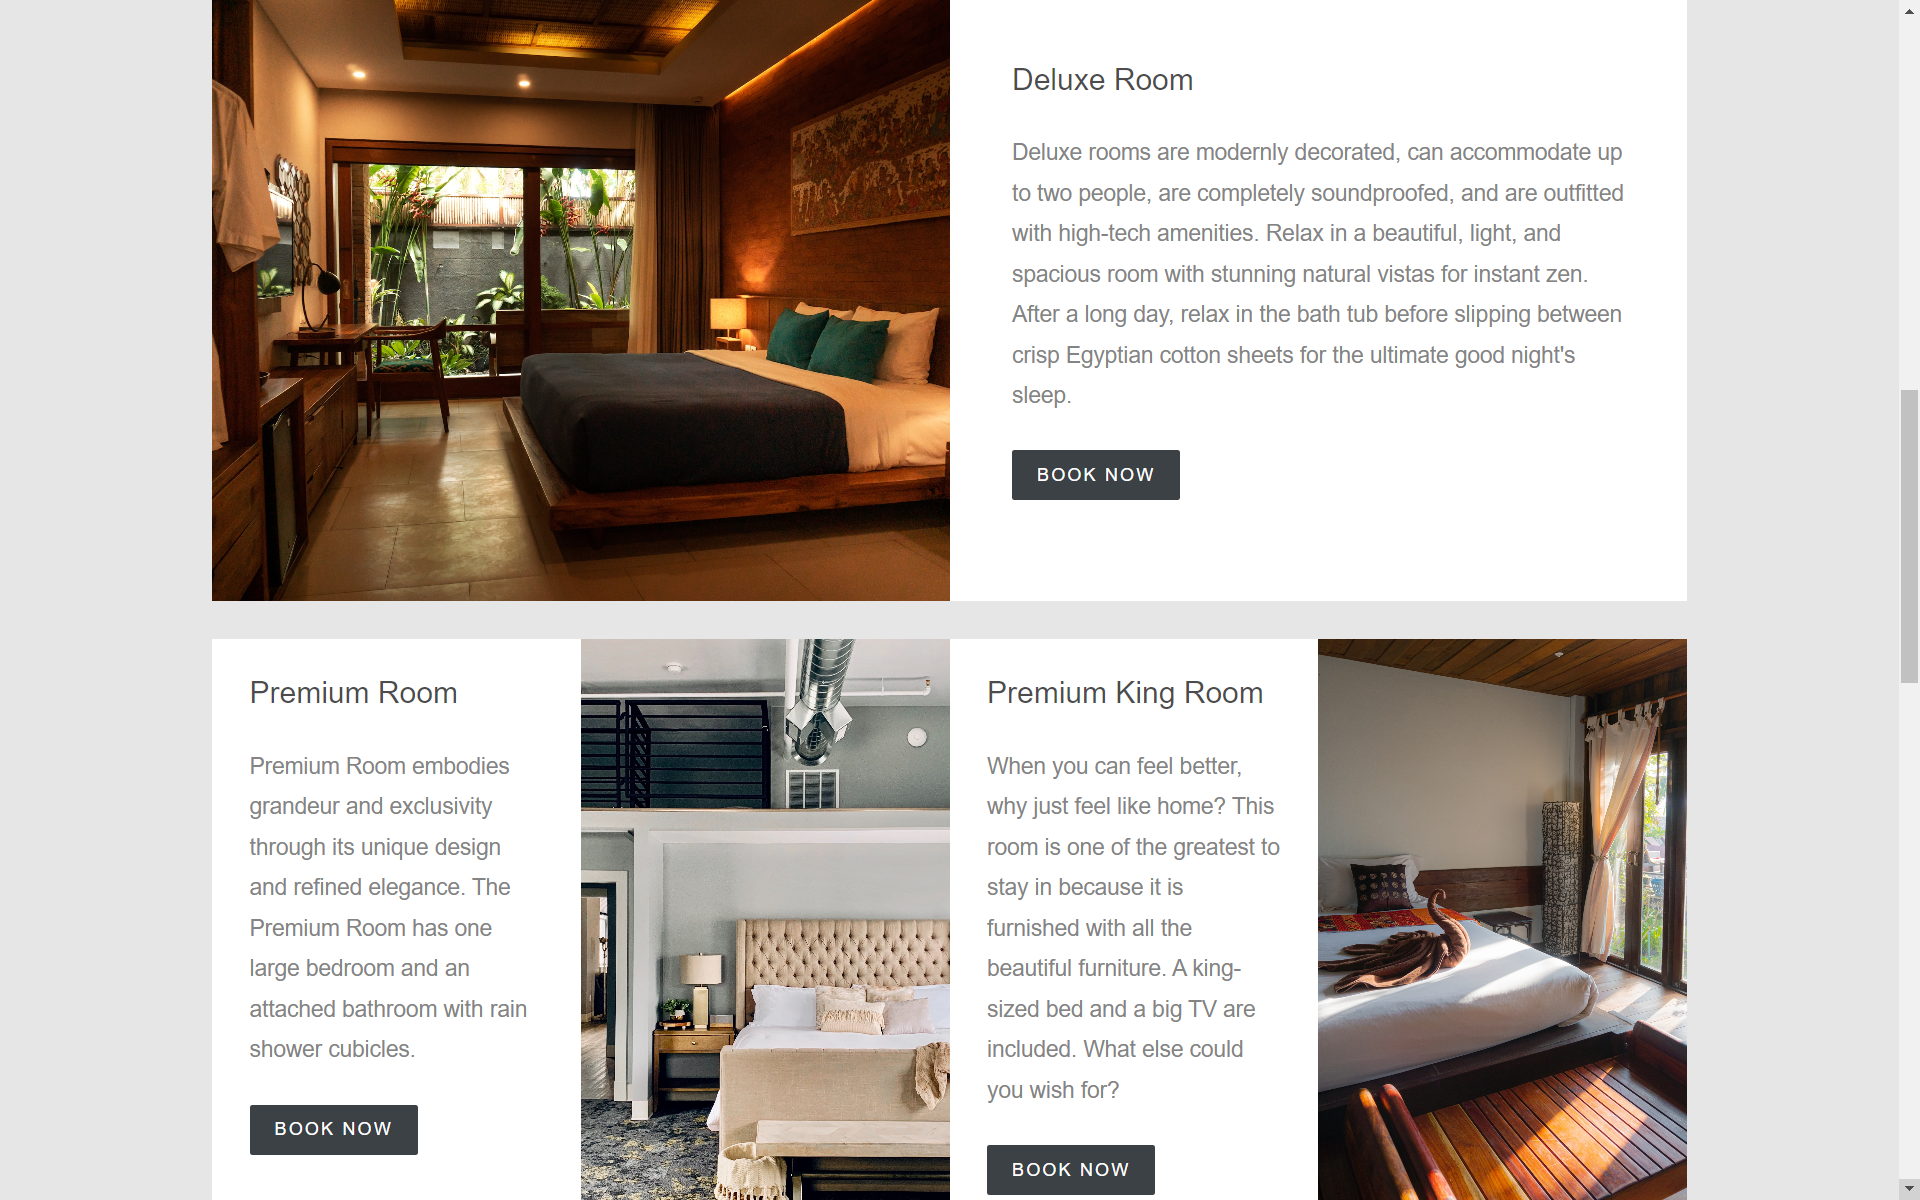 Deluxe Room
Deluxe rooms are modernly decorated, can accommodate up
to two people, are completely soundproofed, and are outfitted
with high-tech amenities. Relax in a beautiful, light, and
spacious room with stunning natural vistas for instant zen.
After a long day, relax in the bath tub before slipping between
crisp Egyptian cotton sheets for the ultimate good night's
sleep.
BOOK NOW
Premium Room
Premium Room embodies
grandeur and exclusivity
through its unique design
and refined elegance. The
Premium Room has one
large bedroom and an
attached bathroom with rain
shower cubicles.
BOOK NOW
Premium King Room
When you can feel better,
why just feel like home? This
room is one of the greatest to
stay in because it is
furnished with all the
beautiful furniture. A king-
sized bed and a big TV are
included. What else could
you wish for?
BOOK NOW